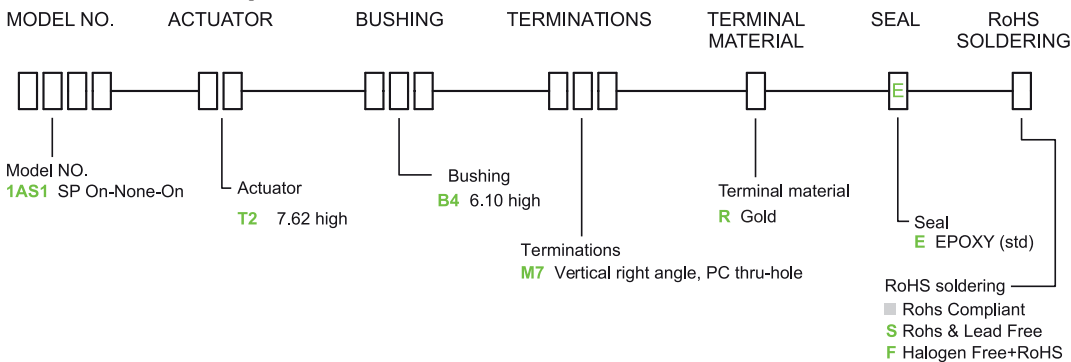 MODEL NO. ACTUATOR BUSHING TERMINATIONS TERMINAL MATERIAL SEAL RoHS SOLDERING
E
Model NO.
1AS1 SP On-None-On
Actuator
T2 7.62 high
Bushing
B4 6.10 high
Terminations
M7 Vertical right angle, PC thru-hole
Terminal material
R Gold
Seal
E EPOXY (std)
RoHS soldering
Rohs Compliant
S Rohs & Lead Free
F Halogen Free+RoHS